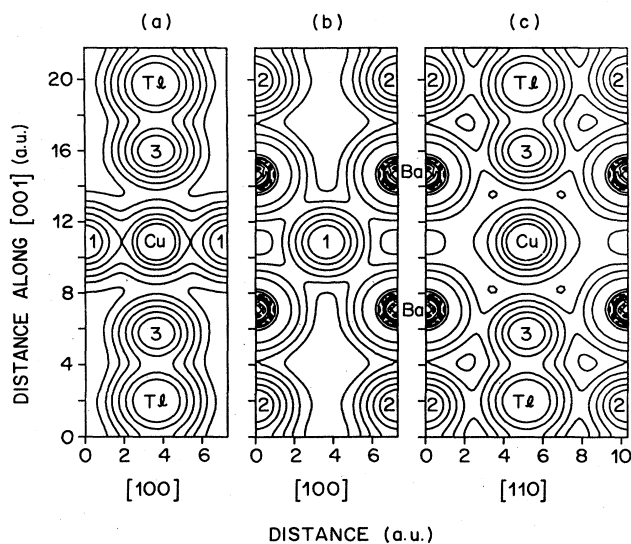 (a) (b) (c)
DISTANCE ALONG [001] (a.u.)
20
16
12
8
4
0
Tl
3
1 Cu 1
3
Tl
0 2 4 6
[100]
2 2
Ba
1
Ba
2 2
0 2 4 6
[100]
2 Tl 2
3
Cu
3
2 Tl 2
0 2 4 6 8 10
[110]
DISTANCE (a.u.)